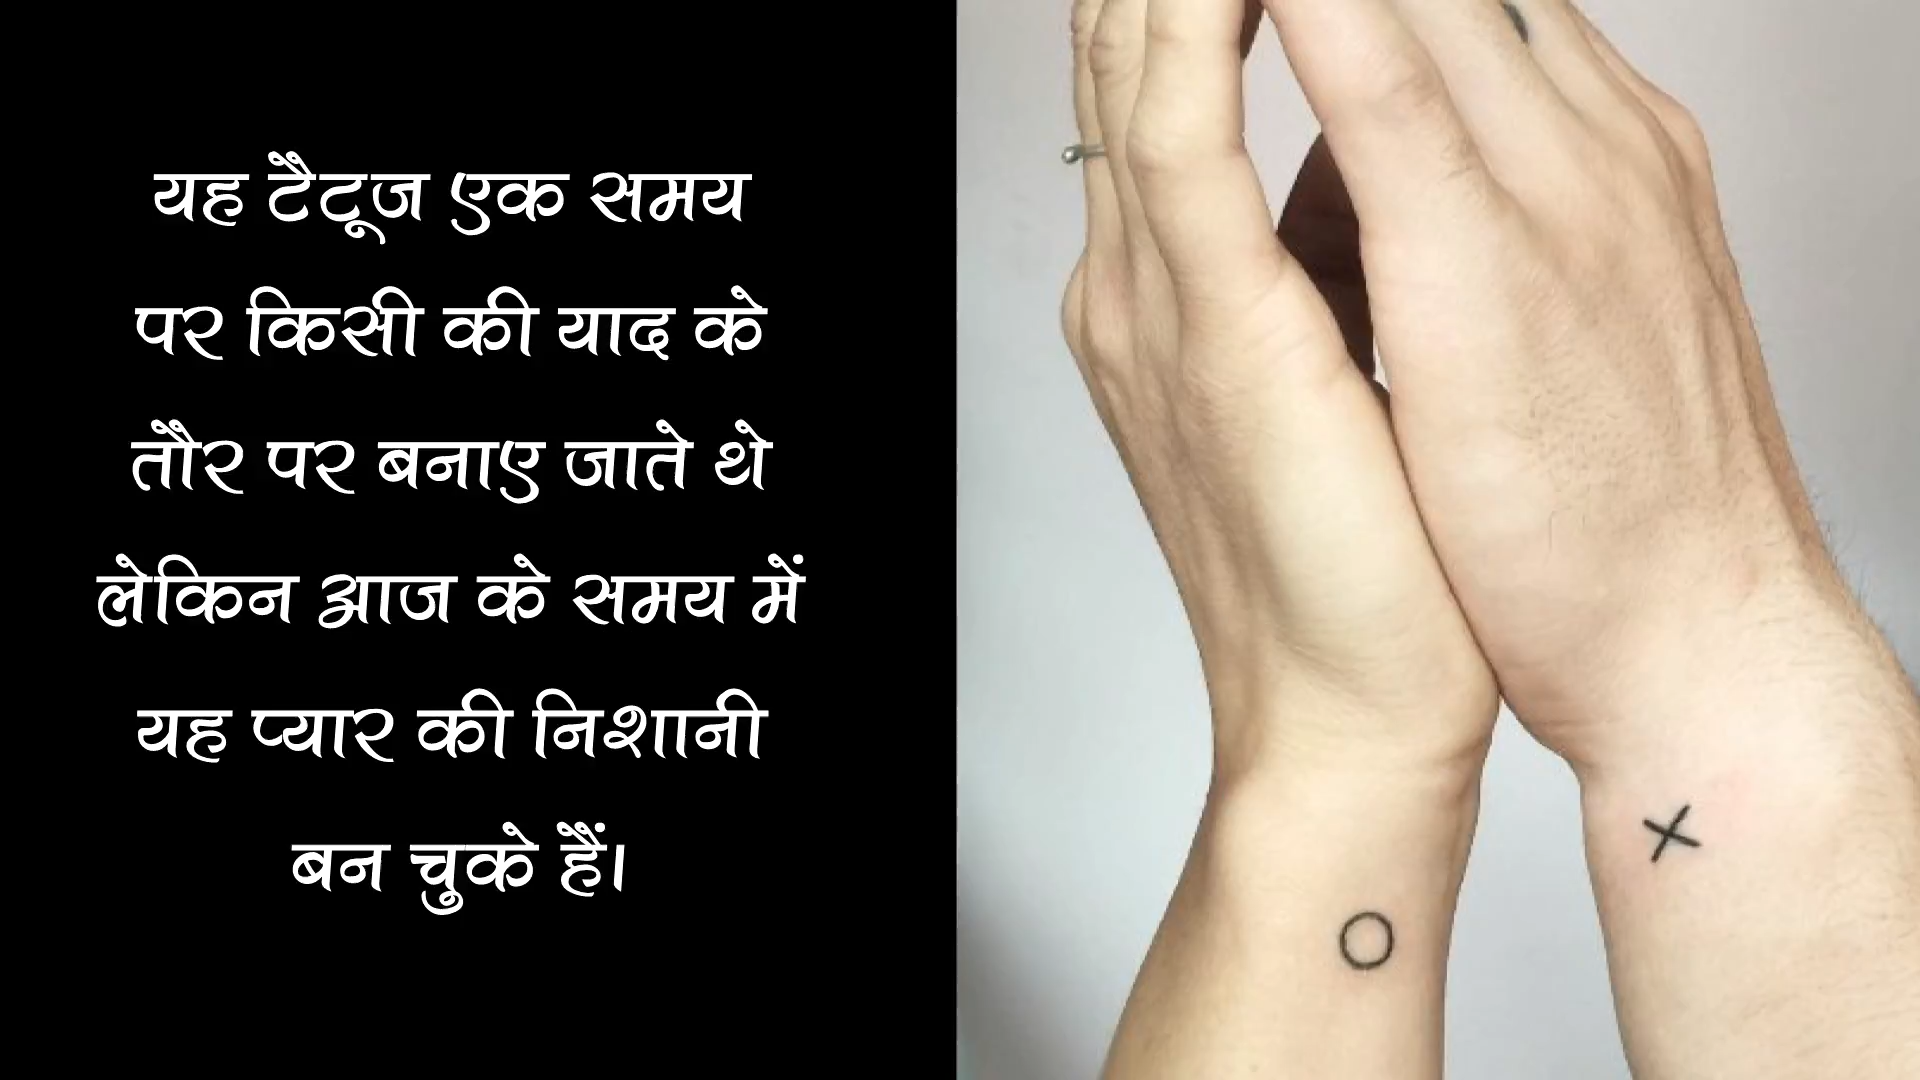 यह टैटूज एक समय
पर किसी की याद के
तौर पर बनाए जाते थे
लेकिन आज के समय में
यह प्यार की निशानी
बन चुके हैं।